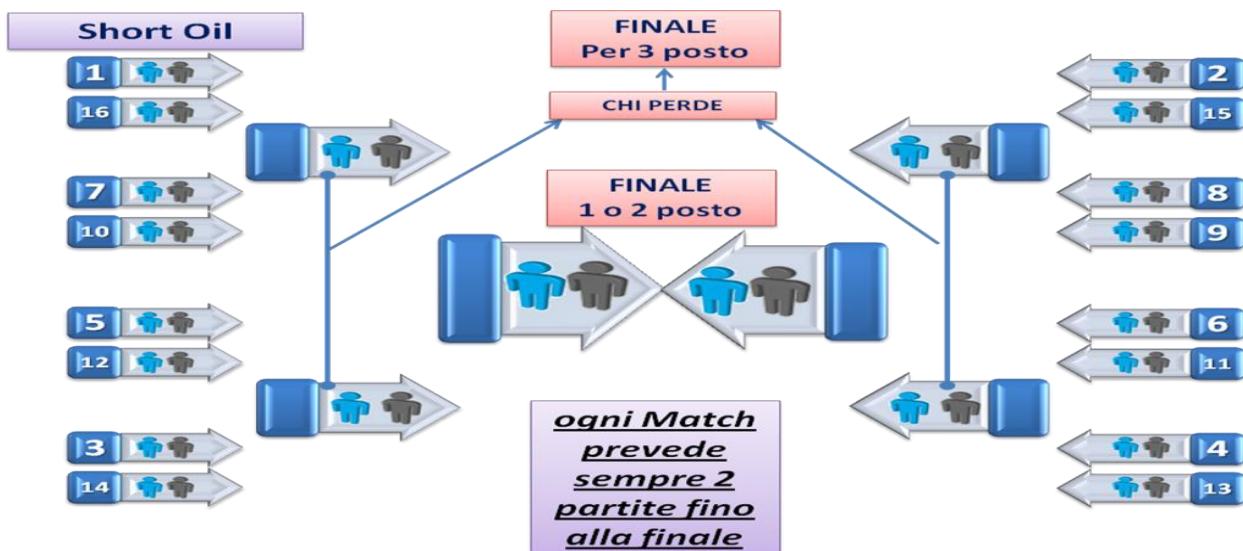 Short Oil
FINALE
Per 3 posto
CHI PERDE
FINALE
1 o 2 posto
1
16
7
10
5
12
3
14
2
15
8
9
6
11
4
13
ogni Match
prevede
sempre 2
partite fino
alla finale